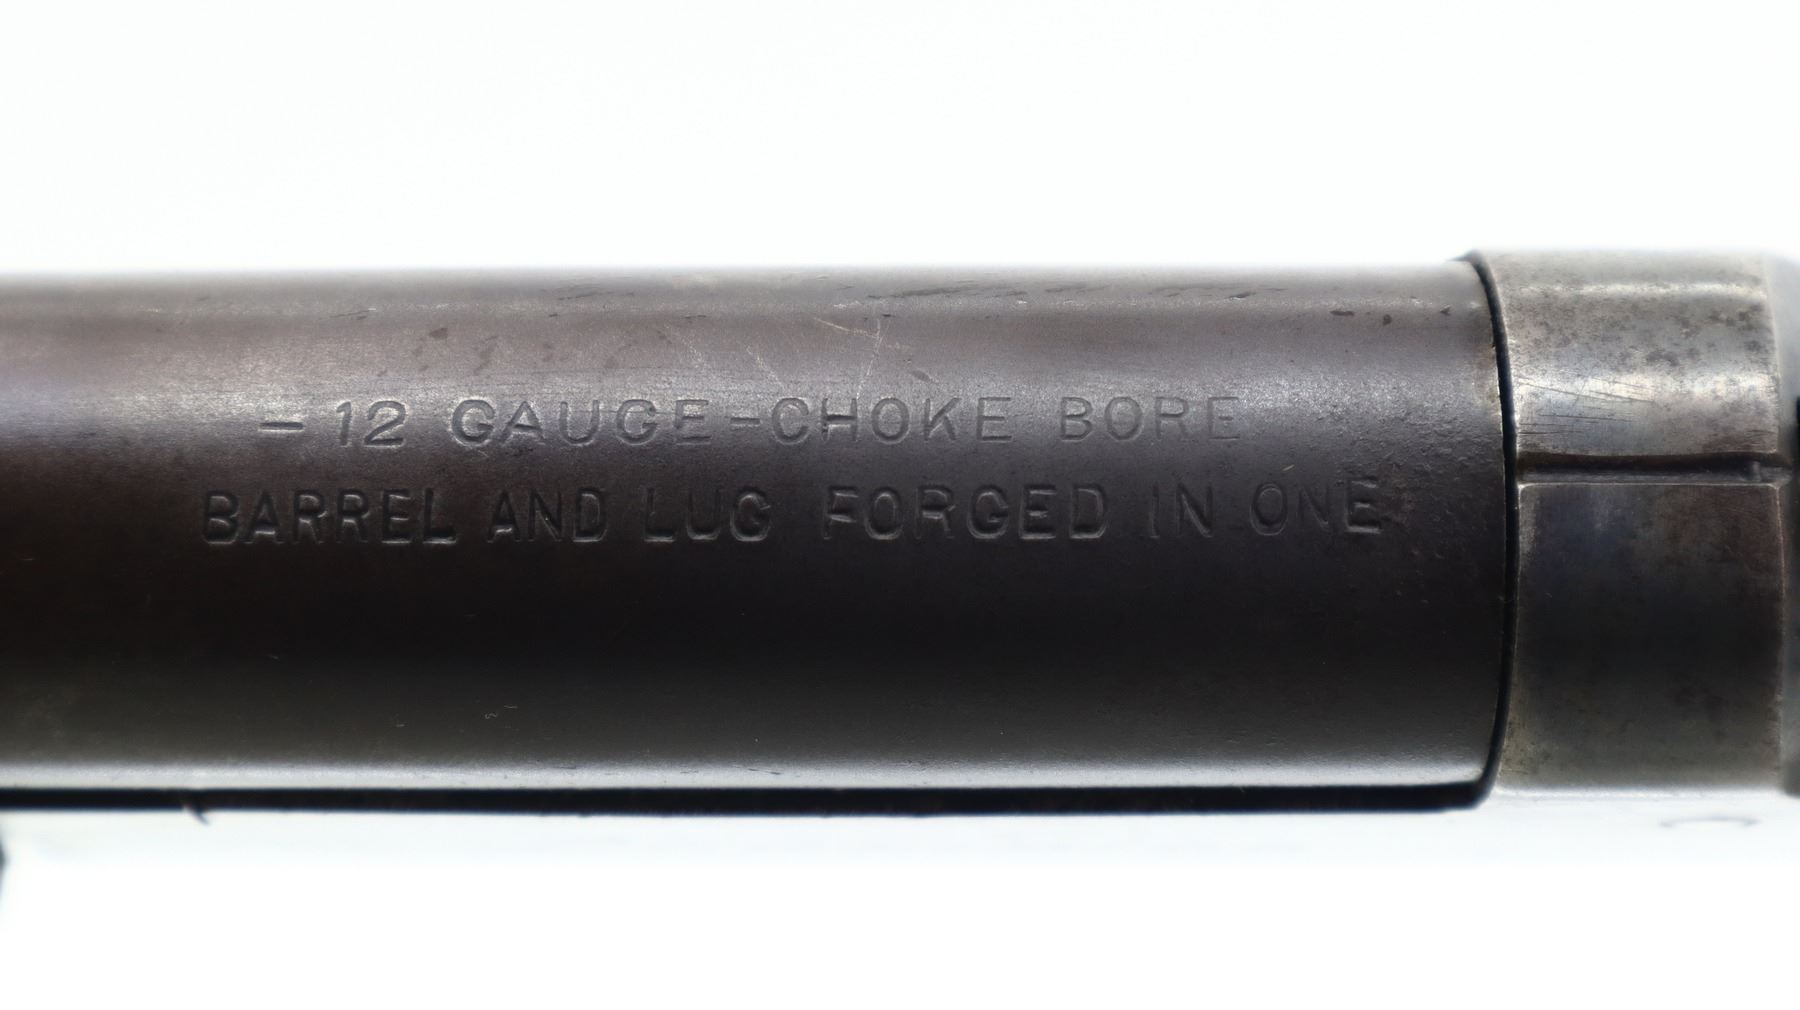 – 12 GAUGE–CHOKE BORE
BARREL AND LUG FORGED IN ONE